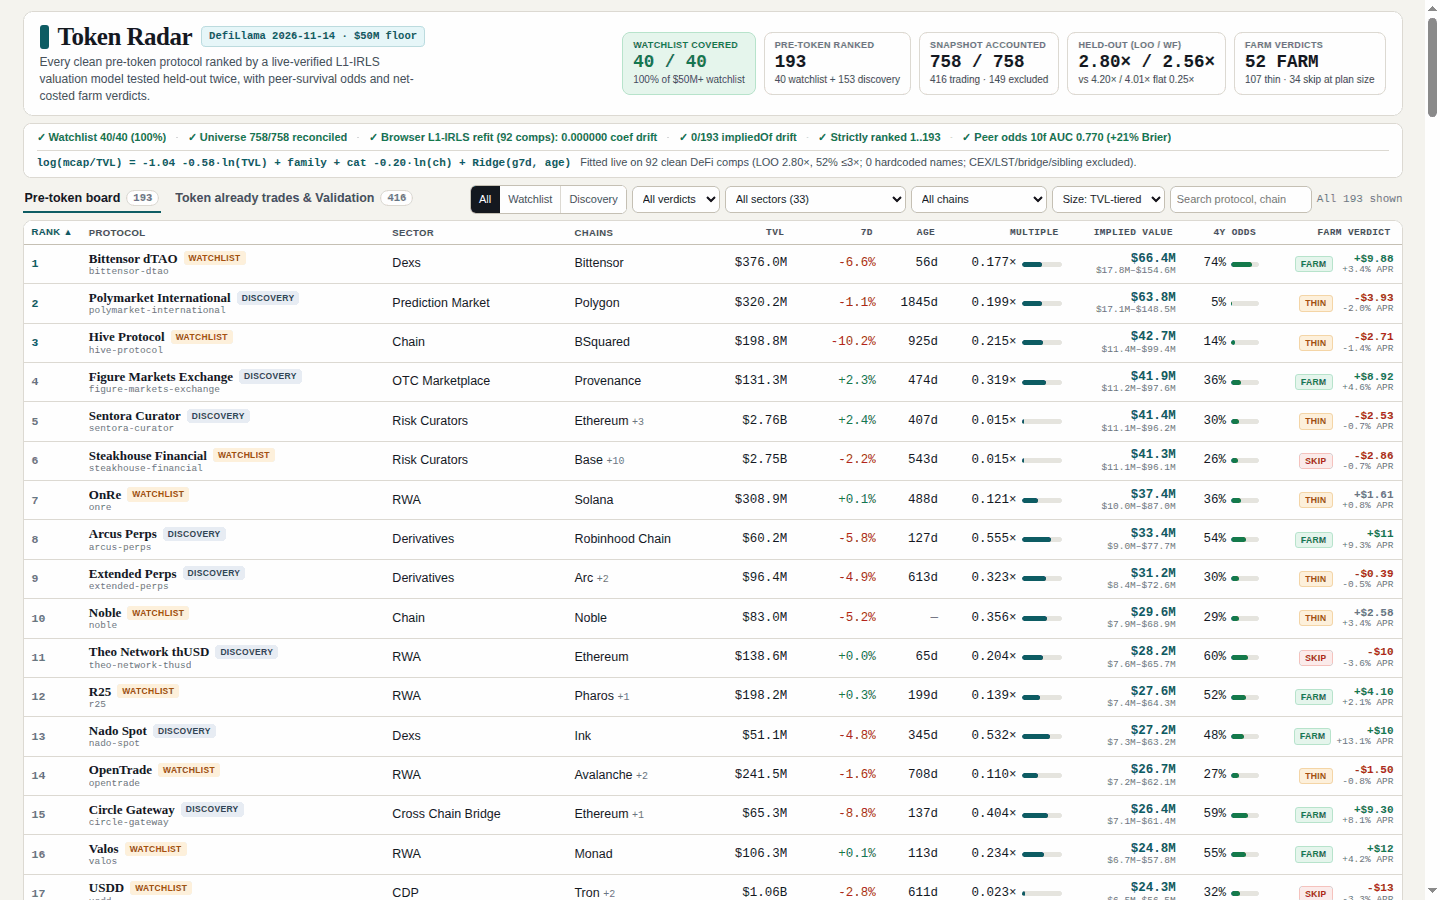 Token Radar DefiLlama 2026-11-14 · $50M floor
Every clean pre-token protocol ranked by a live-verified L1-IRLS
valuation model tested held-out twice, with peer-survival odds and net-
costed farm verdicts.
WATCHLIST COVERED
40 / 40
100% of $50M+ watchlist
PRE-TOKEN RANKED
193
40 watchlist + 153 discovery
SNAPSHOT ACCOUNTED
758 / 758
416 trading · 149 excluded
HELD-OUT (LOO / WF)
2.80× / 2.56×
vs 4.20× / 4.01× flat 0.25×
FARM VERDICTS
52 FARM
107 thin · 34 skip at plan size
✓ Watchlist 40/40 (100%) · ✓ Universe 758/758 reconciled · ✓ Browser L1-IRLS refit (92 comps): 0.000000 coef drift · ✓ 0/193 impliedOf drift · ✓ Strictly ranked 1..193 · ✓ Peer odds 10f AUC 0.770 (+21% Brier)
log(mcap/TVL) = -1.04 -0.58·ln(TVL) + family + cat -0.20·ln(ch) + Ridge(g7d, age) Fitted live on 92 clean DeFi comps (LOO 2.80×, 52% ≤3×; 0 hardcoded names; CEX/LST/bridge/sibling excluded).
Pre-token board 193 Token already trades & Validation 416 All Watchlist Discovery All verdicts All sectors (33) All chains Size: TVL-tiered Search protocol, chain All 193 shown
RANK ▲ PROTOCOL SECTOR CHAINS TVL 7D AGE MULTIPLE IMPLIED VALUE 4Y ODDS FARM VERDICT
1 Bittensor dTAO WATCHLIST Dexs Bittensor $376.0M -6.6% 56d 0.177× $66.4M 74% FARM +$9.88
bittensor-dtao $17.8M–$154.6M +3.4% APR
2 Polymarket International DISCOVERY Prediction Market Polygon $320.2M -1.1% 1845d 0.199× $63.8M 5% THIN -$3.93
polymarket-international $17.1M–$148.5M -2.0% APR
3 Hive Protocol WATCHLIST Chain BSquared $198.8M -10.2% 925d 0.215× $42.7M 14% THIN -$2.71
hive-protocol $11.4M–$99.4M -1.4% APR
4 Figure Markets Exchange DISCOVERY OTC Marketplace Provenance $131.3M +2.3% 474d 0.319× $41.9M 36% FARM +$8.92
figure-markets-exchange $11.2M–$97.6M +4.6% APR
5 Sentora Curator DISCOVERY Risk Curators Ethereum +3 $2.76B +2.4% 407d 0.015× $41.4M 30% THIN -$2.53
sentora-curator $11.1M–$96.2M -0.7% APR
6 Steakhouse Financial WATCHLIST Risk Curators Base +10 $2.75B -2.2% 543d 0.015× $41.3M 26% SKIP -$2.86
steakhouse-financial $11.1M–$96.1M -0.7% APR
7 OnRe WATCHLIST RWA Solana $308.9M +0.1% 488d 0.121× $37.4M 36% THIN +$1.61
onre $10.0M–$87.0M +0.8% APR
8 Arcus Perps DISCOVERY Derivatives Robinhood Chain $60.2M -5.8% 127d 0.555× $33.4M 54% FARM +$11
arcus-perps $9.0M–$77.7M +9.3% APR
9 Extended Perps DISCOVERY Derivatives Arc +2 $96.4M -4.9% 613d 0.323× $31.2M 30% THIN -$0.39
extended-perps $8.4M–$72.6M -0.5% APR
10 Noble WATCHLIST Chain Noble $83.0M -5.2% — 0.356× $29.6M 29% THIN +$2.58
noble $7.9M–$68.9M +3.4% APR
11 Theo Network thUSD DISCOVERY RWA Ethereum $138.6M +0.0% 65d 0.204× $28.2M 60% SKIP -$10
theo-network-thusd $7.6M–$65.7M -3.6% APR
12 R25 WATCHLIST RWA Pharos +1 $198.2M +0.3% 199d 0.139× $27.6M 52% FARM +$4.10
r25 $7.4M–$64.3M +2.1% APR
13 Nado Spot DISCOVERY Dexs Ink $51.1M -4.8% 345d 0.532× $27.2M 48% FARM +$10
nado-spot $7.3M–$63.2M +13.1% APR
14 OpenTrade WATCHLIST RWA Avalanche +2 $241.5M -1.6% 708d 0.110× $26.7M 27% THIN -$1.50
opentrade $7.2M–$62.1M -0.8% APR
15 Circle Gateway DISCOVERY Cross Chain Bridge Ethereum +1 $65.3M -8.8% 137d 0.404× $26.4M 59% FARM +$9.30
circle-gateway $7.1M–$61.4M +8.1% APR
16 Valos WATCHLIST RWA Monad $106.3M +0.1% 113d 0.234× $24.8M 55% FARM +$12
valos $6.7M–$57.8M +4.2% APR
17 USDD WATCHLIST CDP Tron +2 $1.06B -2.8% 611d 0.023× $24.3M 32% SKIP -$13